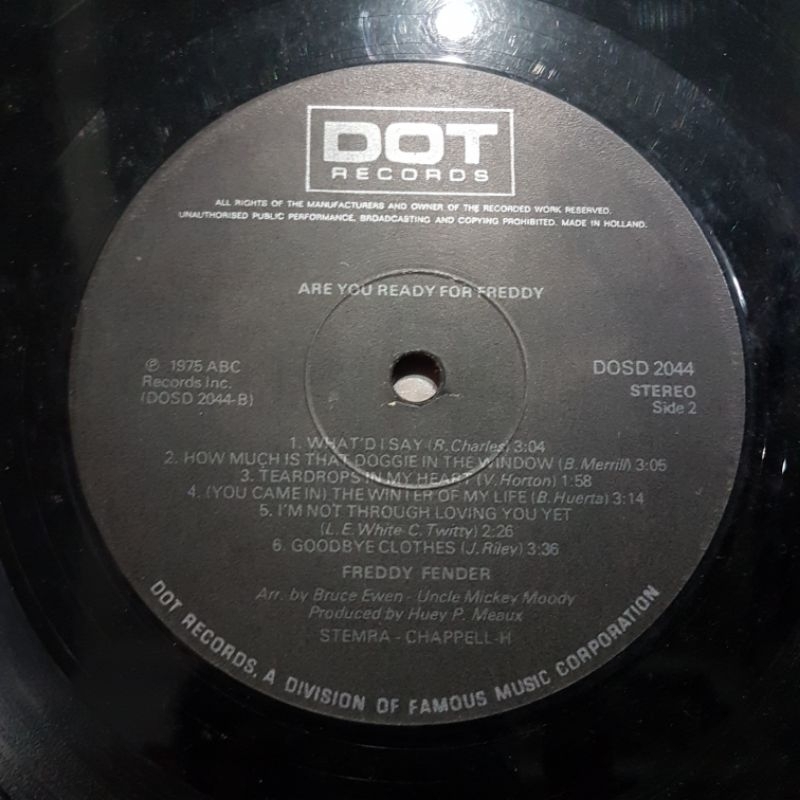 DOT
RECORDS
ALL RIGHTS OF THE MANUFACTURERS AND OWNER OF THE RECORDED WORK RESERVED.
UNAUTHORISED PUBLIC PERFORMANCE, BROADCASTING AND COPYING PROHIBITED. MADE IN HOLLAND.
ARE YOU READY FOR FREDDY
℗ 1975 ABC
Records Inc.
(DOSD 2044-B)
DOSD 2044
STEREO
Side 2
1. WHAT'D I SAY (R. Charles) 3:04
2. HOW MUCH IS THAT DOGGIE IN THE WINDOW (B. Merrill) 3:05
3. TEARDROPS IN MY HEART (V. Horton) 1:58
4. (YOU CAME IN) THE WINTER OF MY LIFE (B. Huerta) 3:14
5. I'M NOT THROUGH LOVING YOU YET
(L. E. White-C. Twitty) 2:26
6. GOODBYE CLOTHES (J. Riley) 3:36
FREDDY FENDER
Arr. by Bruce Ewen - Uncle Mickey Moody
Produced by Huey P. Meaux
STEMRA - CHAPPELL-H
DOT RECORDS, A DIVISION OF FAMOUS MUSIC CORPORATION